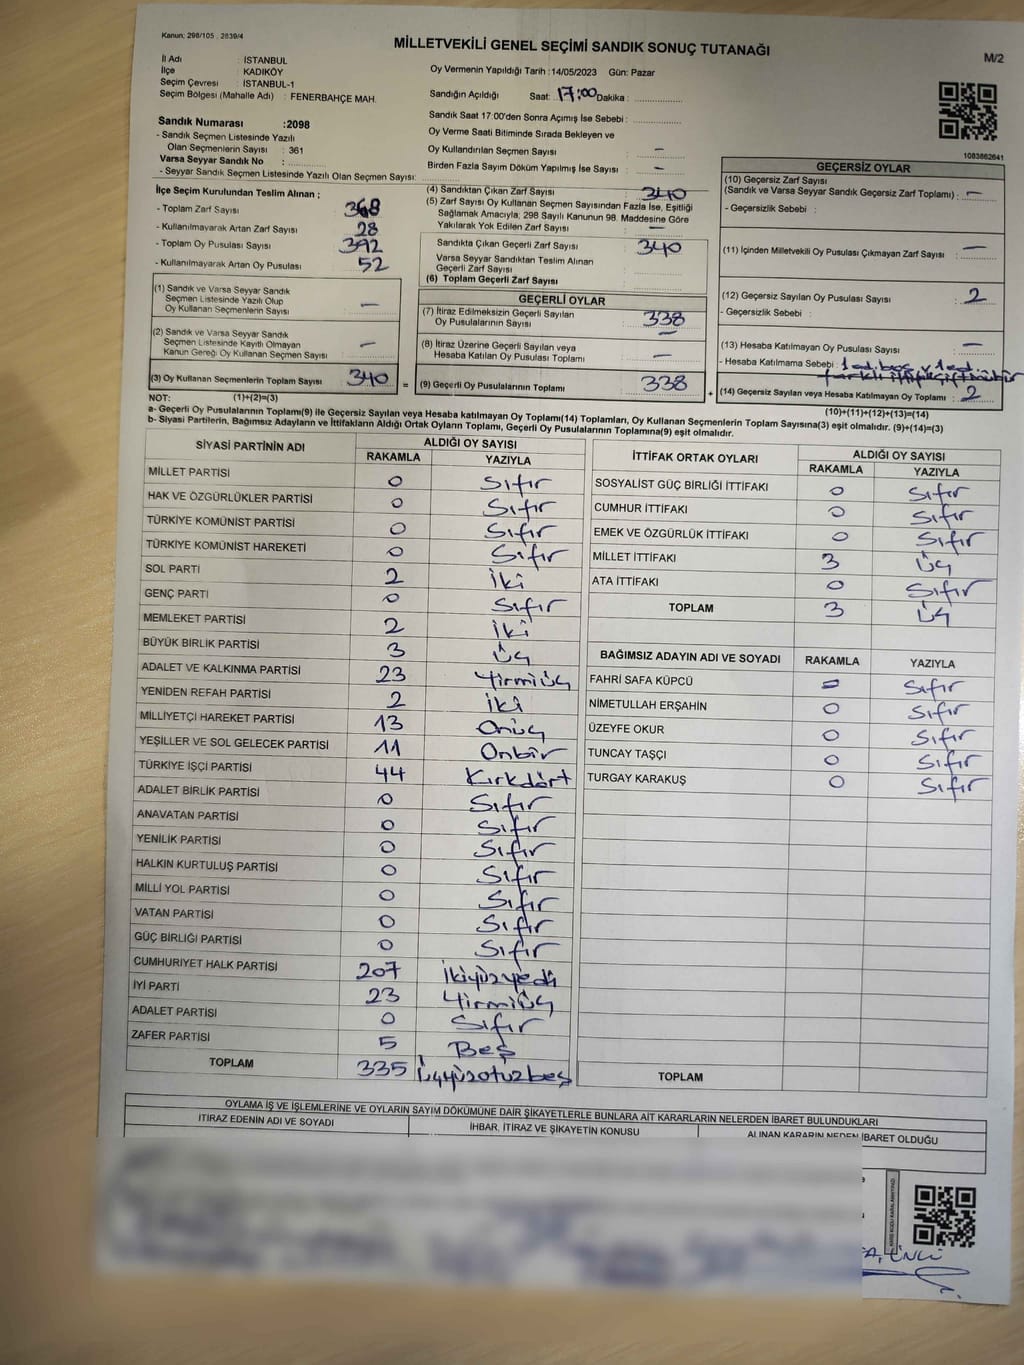 Kanun: 298/105 . 2839/4
MİLLETVEKİLİ GENEL SEÇİMİ SANDIK SONUÇ TUTANAĞI
M/2
İl Adı : İSTANBUL
İlçe : KADIKÖY
Seçim Çevresi : İSTANBUL-1
Seçim Bölgesi (Mahalle Adı) : FENERBAHÇE MAH.
Oy Vermenin Yapıldığı Tarih : 14/05/2023 Gün: Pazar
Sandığın Açıldığı Saat: 17:00 Dakika :
Sandık Saat 17:00'den Sonra Açımış İse Sebebi :
Oy Verme Saati Bitiminde Sırada Bekleyen ve
Oy Kullandırılan Seçmen Sayısı : –
Birden Fazla Sayım Döküm Yapılmış İse Sayısı : –
1083862641
Sandık Numarası :2098
- Sandık Seçmen Listesinde Yazılı
Olan Seçmenlerin Sayısı : 361
Varsa Seyyar Sandık No :
- Seyyar Sandık Seçmen Listesinde Yazılı Olan Seçmen Sayısı:
İlçe Seçim Kurulundan Teslim Alınan ;
- Toplam Zarf Sayısı : 368
- Kullanılmayarak Artan Zarf Sayısı : 28
- Toplam Oy Pusulası Sayısı : 392
- Kullanılmayarak Artan Oy Pusulası : 52
(4) Sandıktan Çıkan Zarf Sayısı : 340
(5) Zarf Sayısı Oy Kullanan Seçmen Sayısından Fazla İse, Eşitliği
Sağlamak Amacıyla; 298 Sayılı Kanunun 98. Maddesine Göre
Yakılarak Yok Edilen Zarf Sayısı : –
Sandıkta Çıkan Geçerli Zarf Sayısı : 340
Varsa Seyyar Sandıktan Teslim Alınan
Geçerli Zarf Sayısı :
(6) Toplam Geçerli Zarf Sayısı :
GEÇERSİZ OYLAR
(10) Geçersiz Zarf Sayısı
(Sandık ve Varsa Seyyar Sandık Geçersiz Zarf Toplamı) : –
- Geçersizlik Sebebi :
(11) İçinden Milletvekili Oy Pusulası Çıkmayan Zarf Sayısı : –
(12) Geçersiz Sayılan Oy Pusulası Sayısı : 2
- Geçersizlik Sebebi :
(13) Hesaba Katılmayan Oy Pusulası Sayısı : –
- Hesaba Katılmama Sebebi : 1 ad. boş v. 1 ad.
farklı
(14) Geçersiz Sayılan veya Hesaba Katılmayan Oy Toplamı : 2
(10)+(11)+(12)+(13)=(14)
(1) Sandık ve Varsa Seyyar Sandık
Seçmen Listesinde Yazılı Olup
Oy Kullanan Seçmenlerin Sayısı : –
(2) Sandık ve Varsa Seyyar Sandık
Seçmen Listesinde Kayıtlı Olmayan
Kanun Gereği Oy Kullanan Seçmen Sayısı : –
(3) Oy Kullanan Seçmenlerin Toplam Sayısı : 340 =
GEÇERLİ OYLAR
(7) İtiraz Edilmeksizin Geçerli Sayılan
Oy Pusulalarının Sayısı : 338
(8) İtiraz Üzerine Geçerli Sayılan veya
Hesaba Katılan Oy Pusulası Toplamı : –
(9) Geçerli Oy Pusulalarının Toplamı : 338 +
NOT: (1)+(2)=(3)
a- Geçerli Oy Pusulaları Toplamı(9) ile Geçersiz Sayılan veya Hesaba katılmayan Oy Toplamı(14) Toplamları, Oy Kullanan Seçmenlerin Toplam Sayısına(3) eşit olmalıdır. (9)+(14)=(3)
b- Siyasi Partilerin, Bağımsız Adayların ve İttifakların Aldığı Ortak Oyların Toplamı, Geçerli Oy Pusulalarının Toplamına(9) eşit olmalıdır.
SİYASİ PARTİNİN ADI ALDIĞI OY SAYISI
RAKAMLA YAZIYLA
MİLLET PARTİSİ 0 Sıfır
HAK VE ÖZGÜRLÜKLER PARTİSİ 0 Sıfır
TÜRKİYE KOMÜNİST PARTİSİ 0 Sıfır
TÜRKİYE KOMÜNİST HAREKETİ 0 Sıfır
SOL PARTİ 2 İki
GENÇ PARTİ 0 Sıfır
MEMLEKET PARTİSİ 2 İki
BÜYÜK BİRLİK PARTİSİ 3 Üç
ADALET VE KALKINMA PARTİSİ 23 Yirmiüç
YENİDEN REFAH PARTİSİ 2 İki
MİLLİYETÇİ HAREKET PARTİSİ 13 Onüç
YEŞİLLER VE SOL GELECEK PARTİSİ 11 Onbir
TÜRKİYE İŞÇİ PARTİSİ 44 Kırkdört
ADALET BİRLİK PARTİSİ 0 Sıfır
ANAVATAN PARTİSİ 0 Sıfır
YENİLİK PARTİSİ 0 Sıfır
HALKIN KURTULUŞ PARTİSİ 0 Sıfır
MİLLİ YOL PARTİSİ 0 Sıfır
VATAN PARTİSİ 0 Sıfır
GÜÇ BİRLİĞİ PARTİSİ 0 Sıfır
CUMHURİYET HALK PARTİSİ 207 İkiyüzyedi
İYİ PARTİ 23 Yirmiüç
ADALET PARTİSİ 0 Sıfır
ZAFER PARTİSİ 5 Beş
TOPLAM 335 Üçyüzotuzbeş
İTTİFAK ORTAK OYLARI ALDIĞI OY SAYISI
RAKAMLA YAZIYLA
SOSYALİST GÜÇ BİRLİĞİ İTTİFAKI 0 Sıfır
CUMHUR İTTİFAKI 0 Sıfır
EMEK VE ÖZGÜRLÜK İTTİFAKI 0 Sıfır
MİLLET İTTİFAKI 3 Üç
ATA İTTİFAKI 0 Sıfır
TOPLAM 3 Üç
BAĞIMSIZ ADAYIN ADI VE SOYADI RAKAMLA YAZIYLA
FAHRİ SAFA KÜPCÜ 0 Sıfır
NİMETULLAH ERŞAHİN 0 Sıfır
ÜZEYFE OKUR 0 Sıfır
TUNCAY TAŞÇI 0 Sıfır
TURGAY KARAKUŞ 0 Sıfır
TOPLAM
OYLAMA İŞ VE İŞLEMLERİNE VE OYLARIN SAYIM DÖKÜMÜNE DAİR ŞİKAYETLERLE BUNLARA AİT KARARLARIN NELERDEN İBARET BULUNDUKLARI
İTİRAZ EDENİN ADI VE SOYADI İHBAR, İTİRAZ VE ŞİKAYETİN KONUSU ALINAN KARARIN NEDEN İBARET OLDUĞU